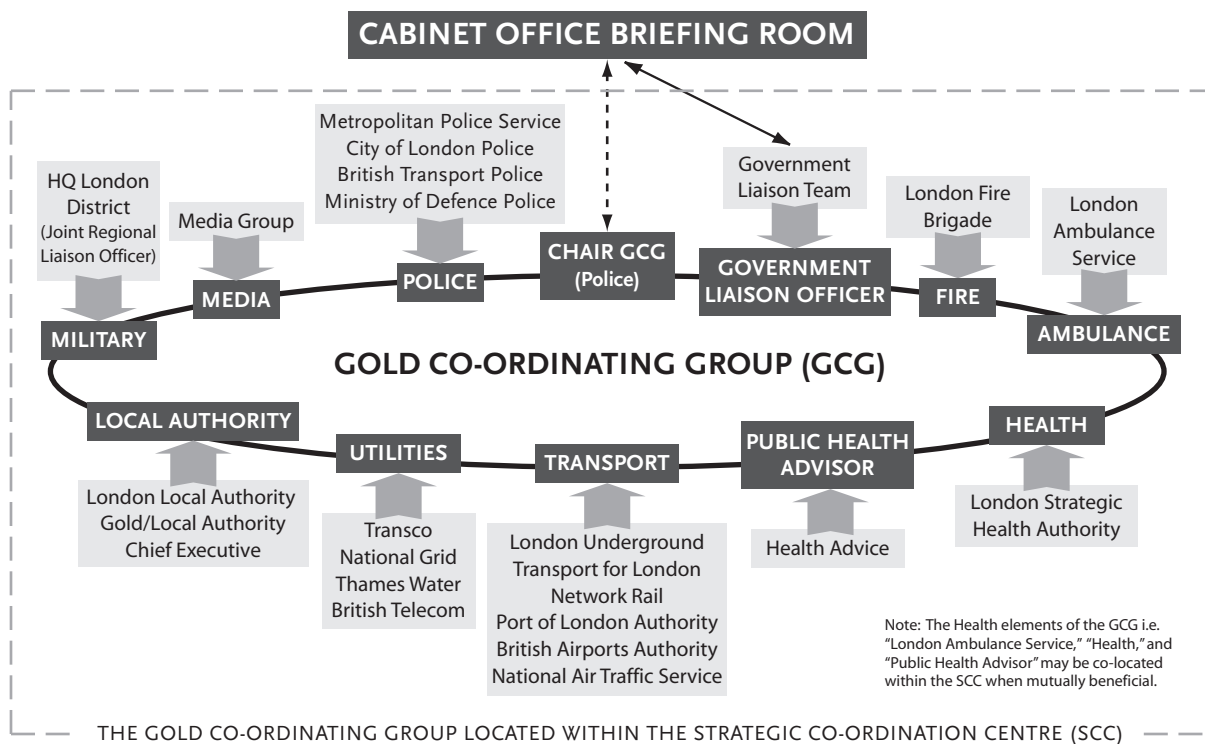 CABINET OFFICE BRIEFING ROOM
Metropolitan Police Service
City of London Police
British Transport Police
Ministry of Defence Police
Government
Liaison Team
HQ London
District
(Joint Regional
Liaison Officer)
Media Group
London Fire
Brigade
London
Ambulance
Service
MILITARY
MEDIA
POLICE
CHAIR GCG
(Police)
GOVERNMENT
LIAISON OFFICER
FIRE
AMBULANCE
GOLD CO-ORDINATING GROUP (GCG)
LOCAL AUTHORITY
UTILITIES
TRANSPORT
PUBLIC HEALTH
ADVISOR
HEALTH
London Local Authority
Gold/Local Authority
Chief Executive
Transco
National Grid
Thames Water
British Telecom
London Underground
Transport for London
Network Rail
Port of London Authority
British Airports Authority
National Air Traffic Service
Health Advice
London Strategic
Health Authority
Note: The Health elements of the GCG i.e.
“London Ambulance Service,” “Health,” and
“Public Health Advisor” may be co-located
within the SCC when mutually beneficial.
THE GOLD CO-ORDINATING GROUP LOCATED WITHIN THE STRATEGIC CO-ORDINATION CENTRE (SCC)